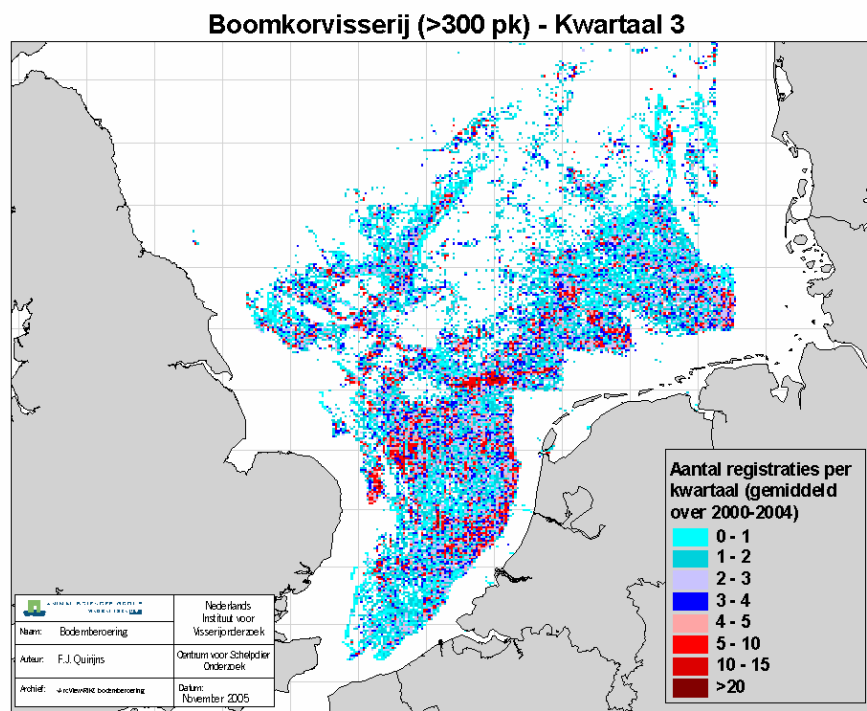 Boomkorvisserij (>300 pk) - Kwartaal 3
Aantal registraties per
kwartaal (gemiddeld
over 2000-2004)
0 - 1
1 - 2
2 - 3
3 - 4
4 - 5
5 - 10
10 - 15
>20
Nederlands
Instituut voor
Visserijonderzoek
Naam: Bodemberoering
Auteur: F.J. Quirijns
Centrum voor Schelpdier
Onderzoek
Archief: bodemberoering
Datum:
November 2005